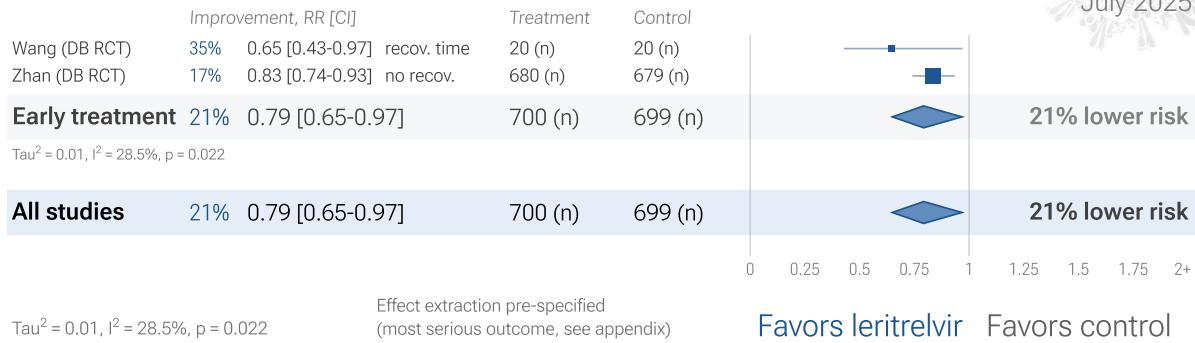 July 2025
Improvement, RR [CI] Treatment Control
Wang (DB RCT) 35% 0.65 [0.43-0.97] recov. time 20 (n) 20 (n)
Zhan (DB RCT) 17% 0.83 [0.74-0.93] no recov. 680 (n) 679 (n)
Early treatment 21% 0.79 [0.65-0.97] 700 (n) 699 (n) 21% lower risk
Tau² = 0.01, I² = 28.5%, p = 0.022
All studies 21% 0.79 [0.65-0.97] 700 (n) 699 (n) 21% lower risk
0 0.25 0.5 0.75 1 1.25 1.5 1.75 2+
Effect extraction pre-specified
Tau² = 0.01, I² = 28.5%, p = 0.022 (most serious outcome, see appendix) Favors leritrelvir Favors control